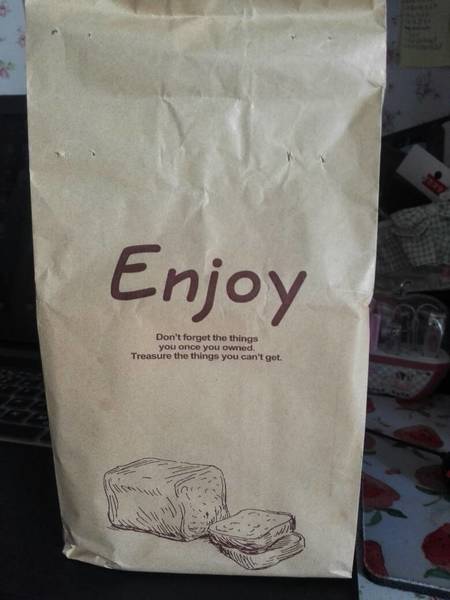 Enjoy
Don't forget the things
you once you owned.
Treasure the things you can't get.